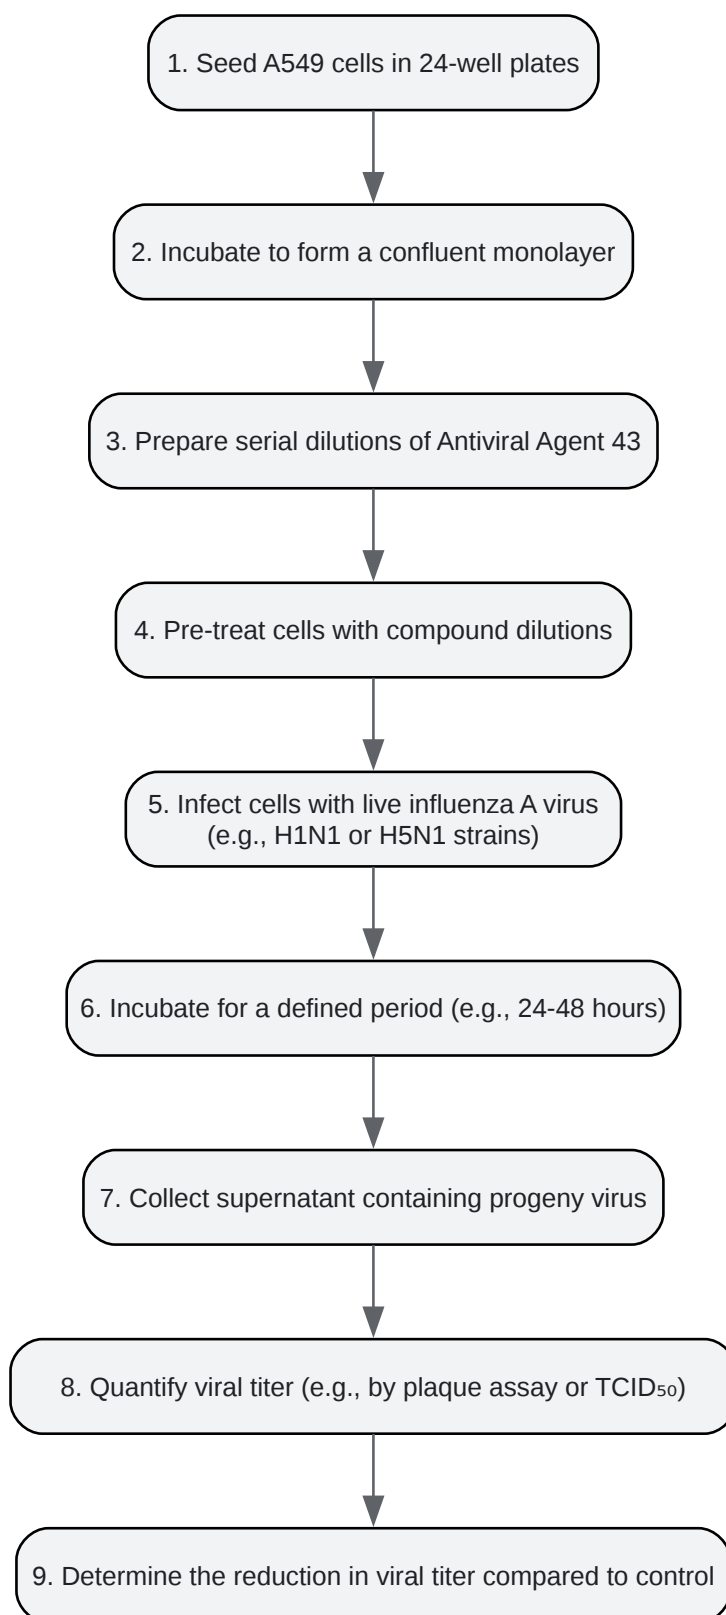 1. Seed A549 cells in 24-well plates
2. Incubate to form a confluent monolayer
3. Prepare serial dilutions of Antiviral Agent 43
4. Pre-treat cells with compound dilutions
5. Infect cells with live influenza A virus
(e.g., H1N1 or H5N1 strains)
6. Incubate for a defined period (e.g., 24-48 hours)
7. Collect supernatant containing progeny virus
8. Quantify viral titer (e.g., by plaque assay or TCID₅₀)
9. Determine the reduction in viral titer compared to control